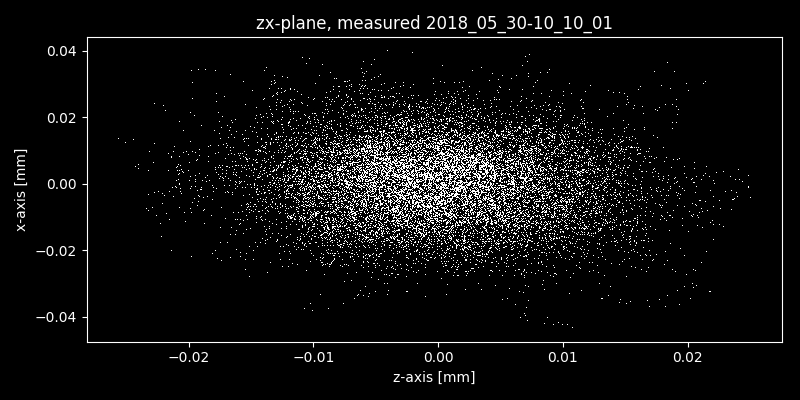 zx-plane, measured 2018_05_30-10_10_01
0.04
0.02
0.00
−0.02
−0.04
x-axis [mm]
−0.02 −0.01 0.00 0.01 0.02
z-axis [mm]